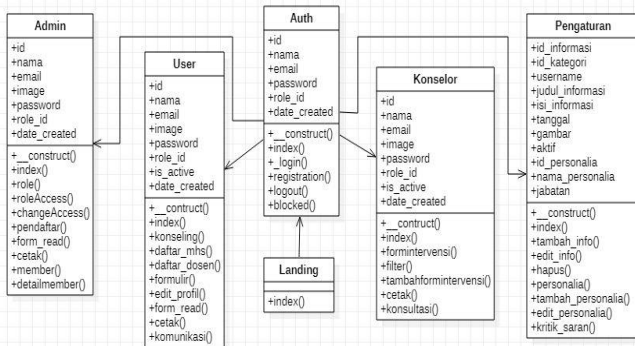 Admin
+id
+nama
+email
+image
+password
+role_id
+date_created
+__construct()
+index()
+role()
+roleAccess()
+changeAccess()
+pendaftar()
+form_read()
+cetak()
+member()
+detailmember()
User
+id
+nama
+email
+image
+password
+role_id
+is_active
+date_created
+__contruct()
+index()
+konseling()
+daftar_mhs()
+daftar_dosen()
+formulir()
+edit_profil()
+form_read()
+cetak()
+komunikasi()
Auth
+id
+nama
+email
+password
+role_id
+date_created
+__construct()
+index()
+_login()
+registration()
+logout()
+blocked()
Landing
+index()
Konselor
+id
+nama
+email
+image
+password
+role_id
+is_active
+date_created
+__contruct()
+index()
+formintervensi()
+filter()
+tambahformintervensi()
+cetak()
+konsultasi()
Pengaturan
+id_informasi
+id_kategori
+username
+judul_informasi
+isi_informasi
+tanggal
+gambar
+aktif
+id_personalia
+nama_personalia
+jabatan
+__construct()
+index()
+tambah_info()
+edit_info()
+hapus()
+personalia()
+tambah_personalia()
+edit_personalia()
+kritik_saran()